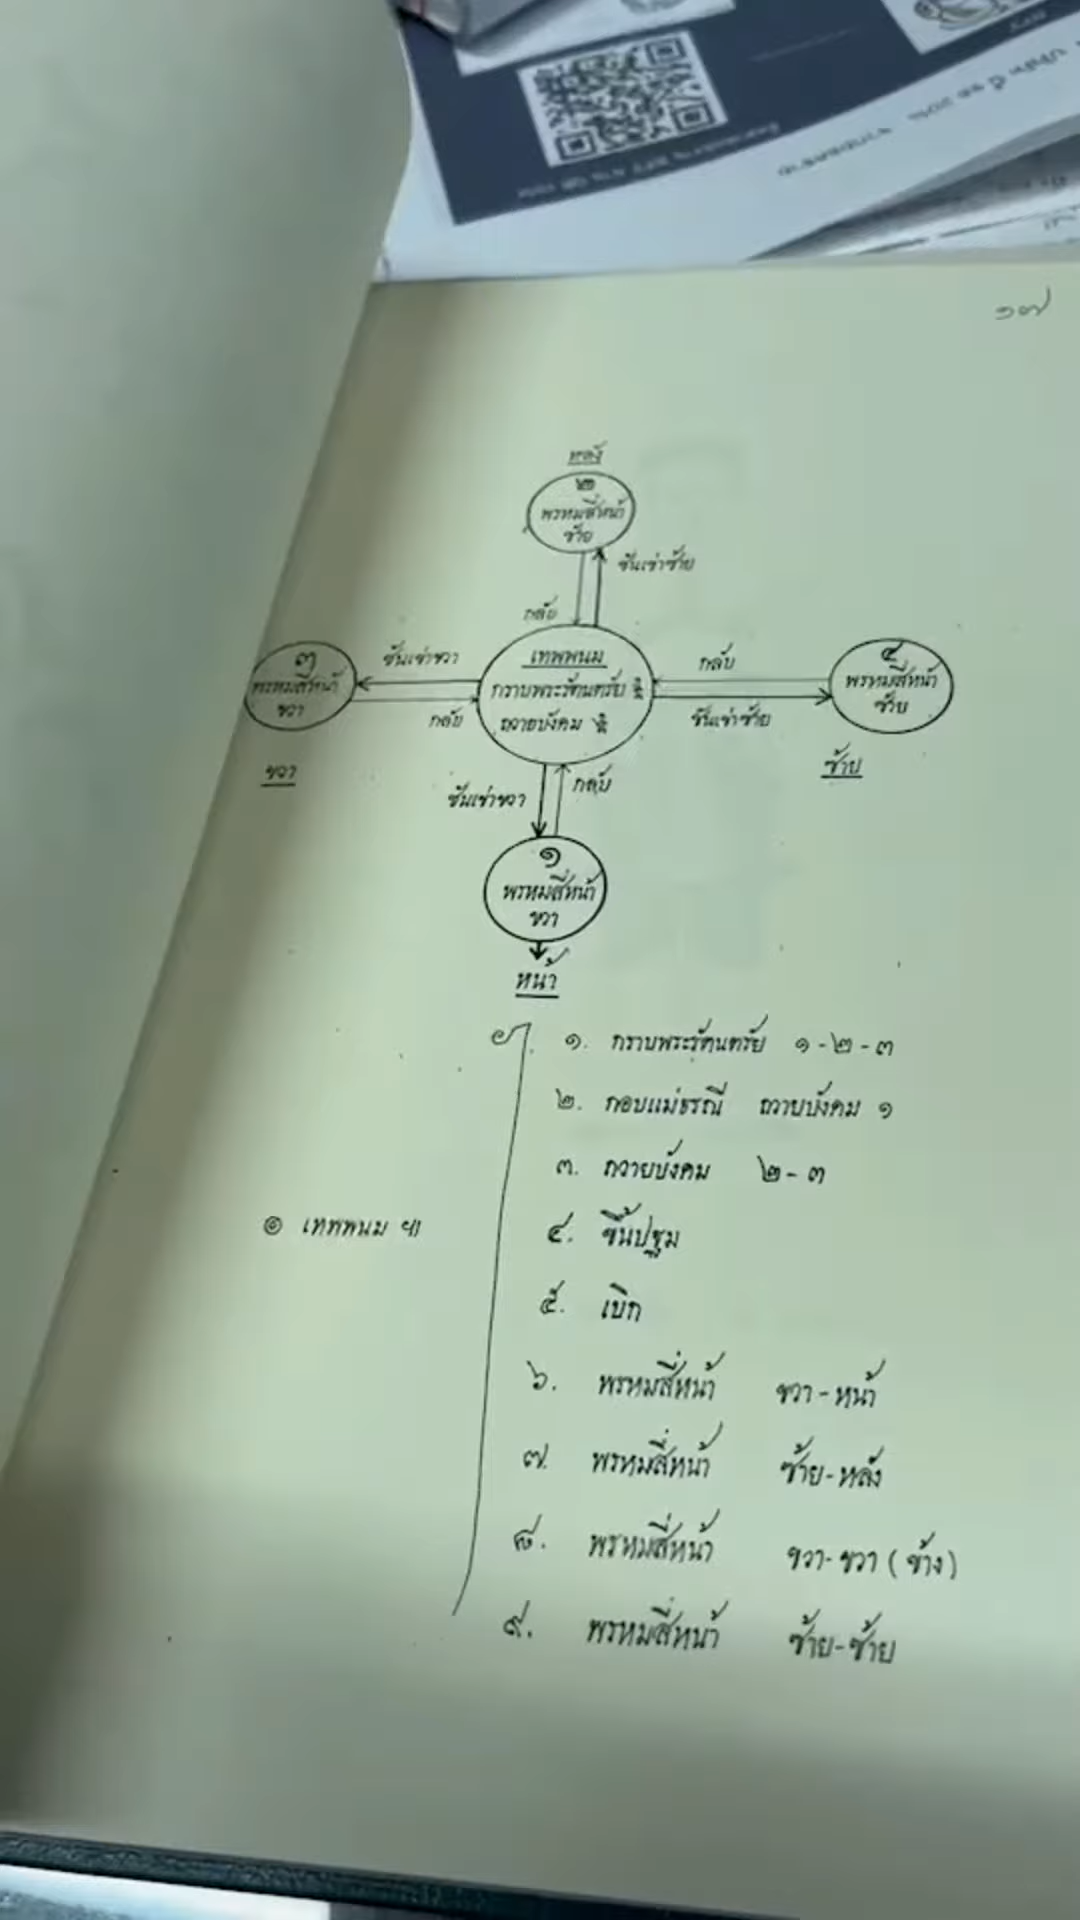 ๑๗
หลัง
๒
พรหมสี่หน้า
ซ้าย
ชันเข่าซ้าย
กลับ
เทพพนม
กราบพระรัตนตรัย
ถวายบังคม
ชันเข่าขวา
กลับ
๓
พรหมสี่หน้า
ขวา
ขวา
กลับ
ชันเข่าซ้าย
๔
พรหมสี่หน้า
ซ้าย
ซ้าย
ชันเข่าขวา
กลับ
๑
พรหมสี่หน้า
ขวา
หน้า
๑. กราบพระรัตนตรัย ๑-๒-๓
๒. กอบแม่ธรณี ถวายบังคม ๑
๓. ถวายบังคม ๒-๓
๔. ขึ้นปฐม
๕. เบิก
๖. พรหมสี่หน้า ขวา-หน้า
๗. พรหมสี่หน้า ซ้าย-หลัง
๘. พรหมสี่หน้า ขวา-ขวา (ข้าง)
๙. พรหมสี่หน้า ซ้าย-ซ้าย
เทพพนม